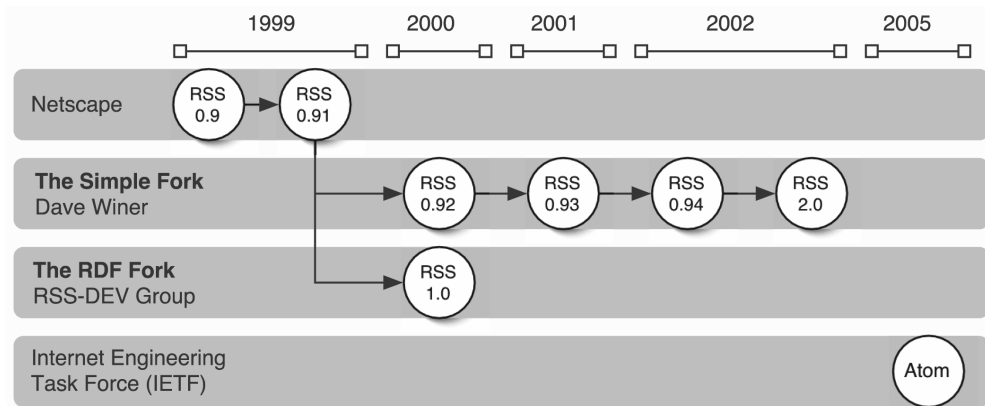 1999 2000 2001 2002 2005
Netscape
RSS
0.9
RSS
0.91
The Simple Fork
Dave Winer
RSS
0.92
RSS
0.93
RSS
0.94
RSS
2.0
The RDF Fork
RSS-DEV Group
RSS
1.0
Internet Engineering
Task Force (IETF)
Atom